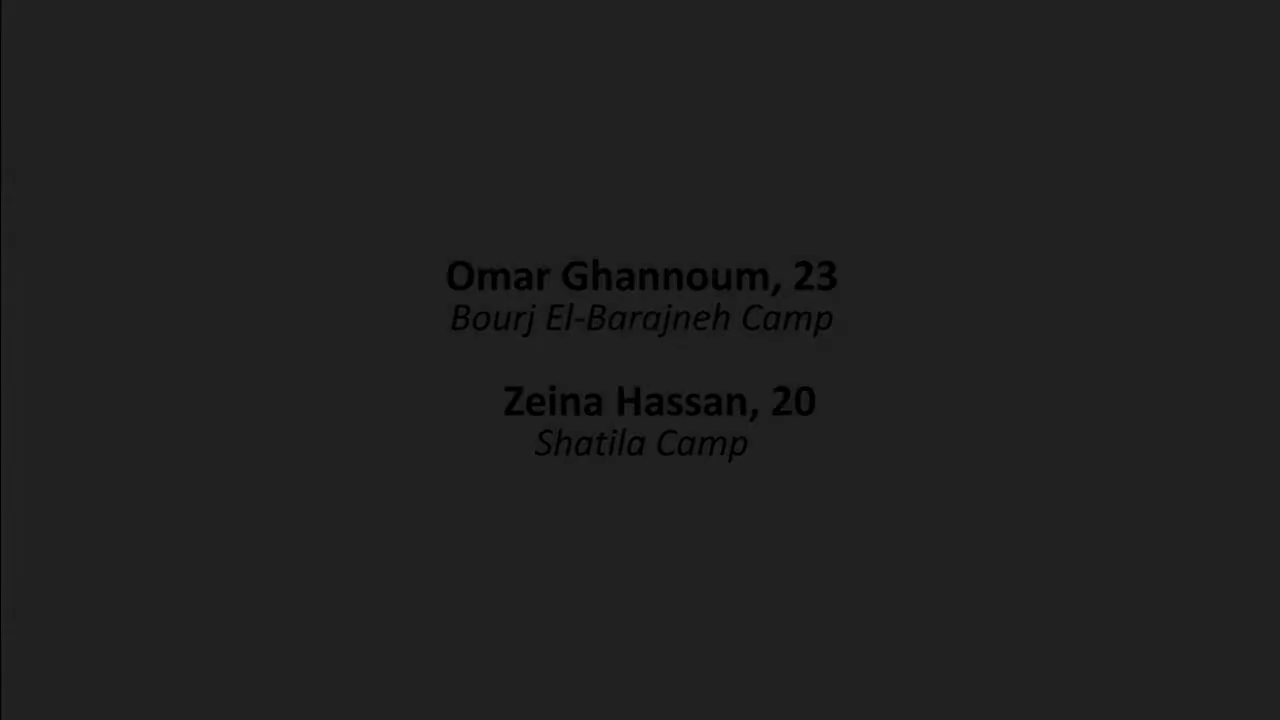 Omar Ghannoum, 23
Bourj El-Barajneh Camp
Zeina Hassan, 20
Shatila Camp